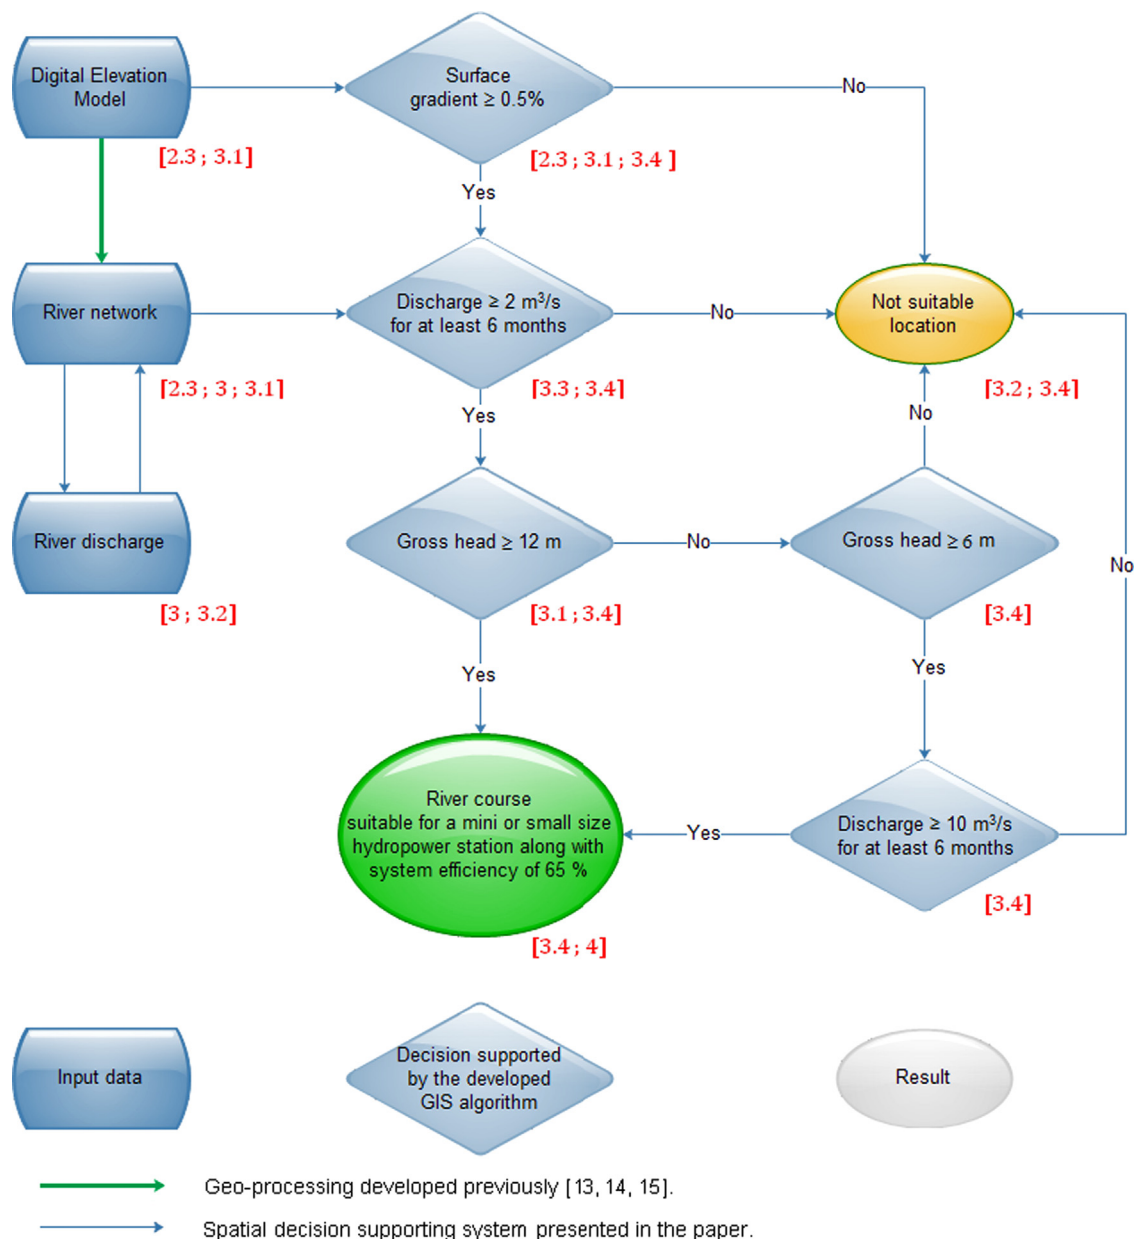 Digital Elevation
Model
[2.3 ; 3.1]
Surface
gradient ≥ 0.5%
[2.3 ; 3.1 ; 3.4 ]
No
Yes
River network
[2.3 ; 3 ; 3.1]
Discharge ≥ 2 m³/s
for at least 6 months
[3.3 ; 3.4]
No
Not suitable
location
[3.2 ; 3.4]
Yes
No
River discharge
[3 ; 3.2]
Gross head ≥ 12 m
[3.1 ; 3.4]
No
Gross head ≥ 6 m
[3.4]
No
Yes
Yes
River course
suitable for a mini or small size
hydropower station along with
system efficiency of 65 %
[3.4 ; 4]
Yes
Discharge ≥ 10 m³/s
for at least 6 months
[3.4]
Input data
Decision supported
by the developed
GIS algorithm
Result
Geo-processing developed previously [13, 14, 15].
Spatial decision supporting system presented in the paper.